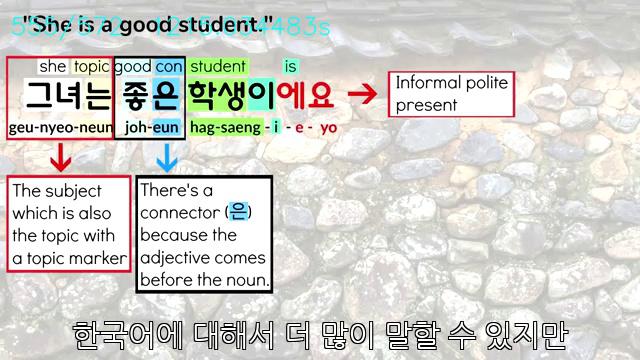 "She is a good student."
she topic good con student is
그녀는 좋은 학생이에요
geu-nyeo-neun joh-eun hag-saeng - i - e - yo
Informal polite
present
The subject
which is also
the topic with
a topic marker
There's a
connector (은)
because the
adjective comes
before the noun.
한국어에 대해서 더 많이 말할 수 있지만